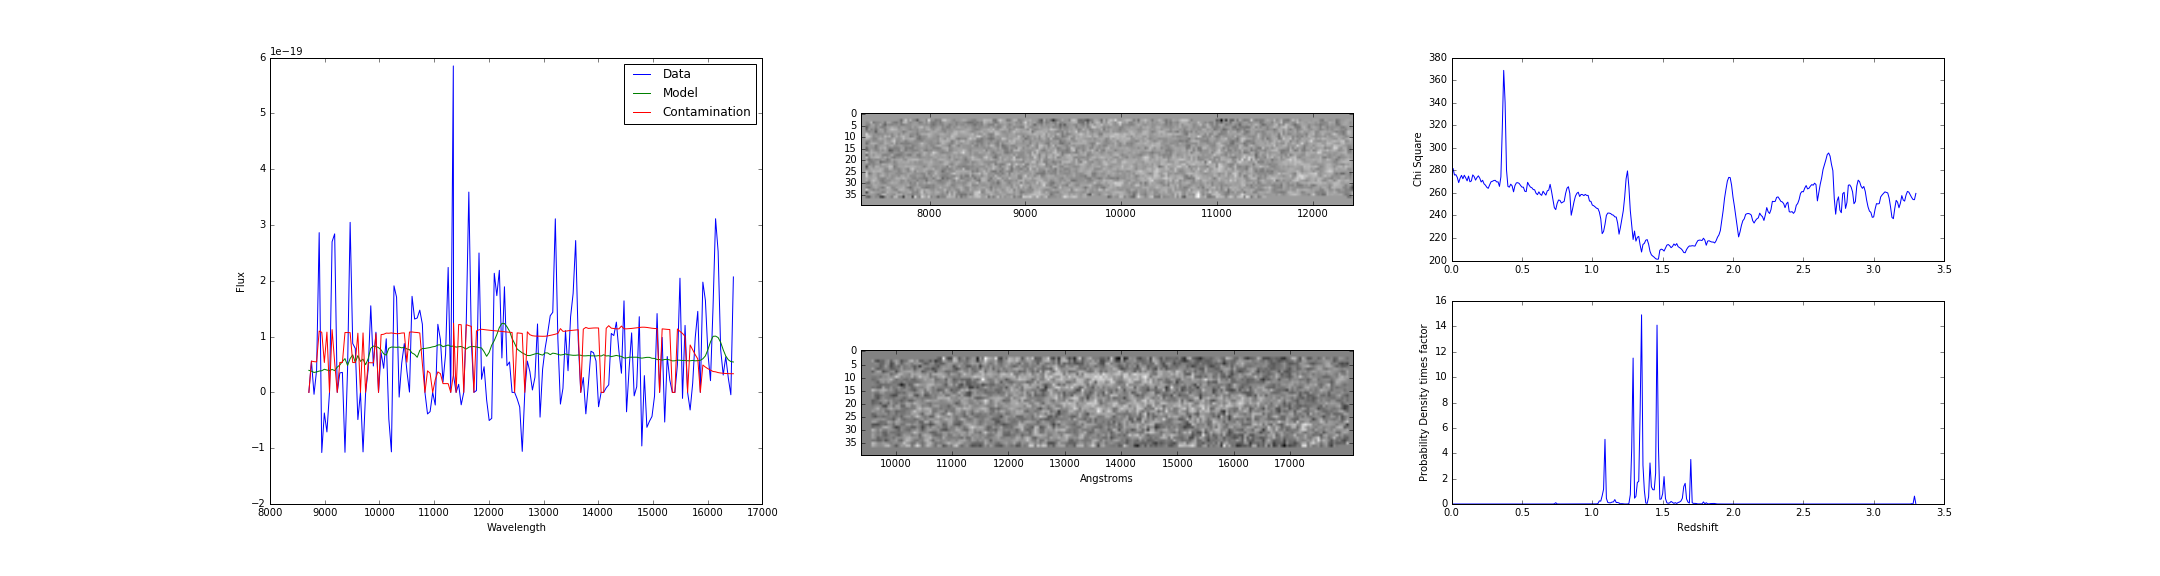 1e−19
6
5
4
3
2
1
0
−1
−2
8000 9000 10000 11000 12000 13000 14000 15000 16000 17000
Flux
Wavelength
Data
Model
Contamination
0
5
10
15
20
25
30
35
8000 9000 10000 11000 12000
0
5
10
15
20
25
30
35
10000 11000 12000 13000 14000 15000 16000 17000
Angstroms
380
360
340
320
300
280
260
240
220
200
0.0 0.5 1.0 1.5 2.0 2.5 3.0 3.5
Chi Square
16
14
12
10
8
6
4
2
0
0.0 0.5 1.0 1.5 2.0 2.5 3.0 3.5
Probability Density times factor
Redshift